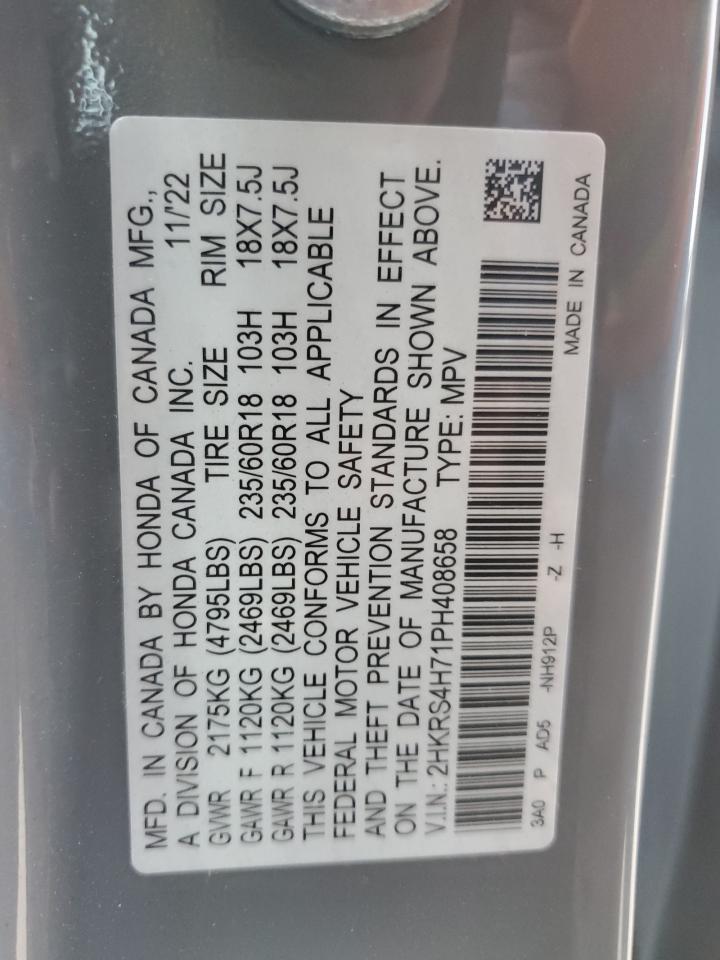 MFD. IN CANADA BY HONDA OF CANADA MFG.,
A DIVISION OF HONDA CANADA INC. 11/'22
GVWR 2175KG (4795LBS) TIRE SIZE RIM SIZE
GAWR F 1120KG (2469LBS) 235/60R18 103H 18X7.5J
GAWR R 1120KG (2469LBS) 235/60R18 103H 18X7.5J
THIS VEHICLE CONFORMS TO ALL APPLICABLE
FEDERAL MOTOR VEHICLE SAFETY
AND THEFT PREVENTION STANDARDS IN EFFECT
ON THE DATE OF MANUFACTURE SHOWN ABOVE.
V.I.N.: 2HKRS4H71PH408658 TYPE: MPV
3A0 P AD5 -NH912P -Z -H
MADE IN CANADA